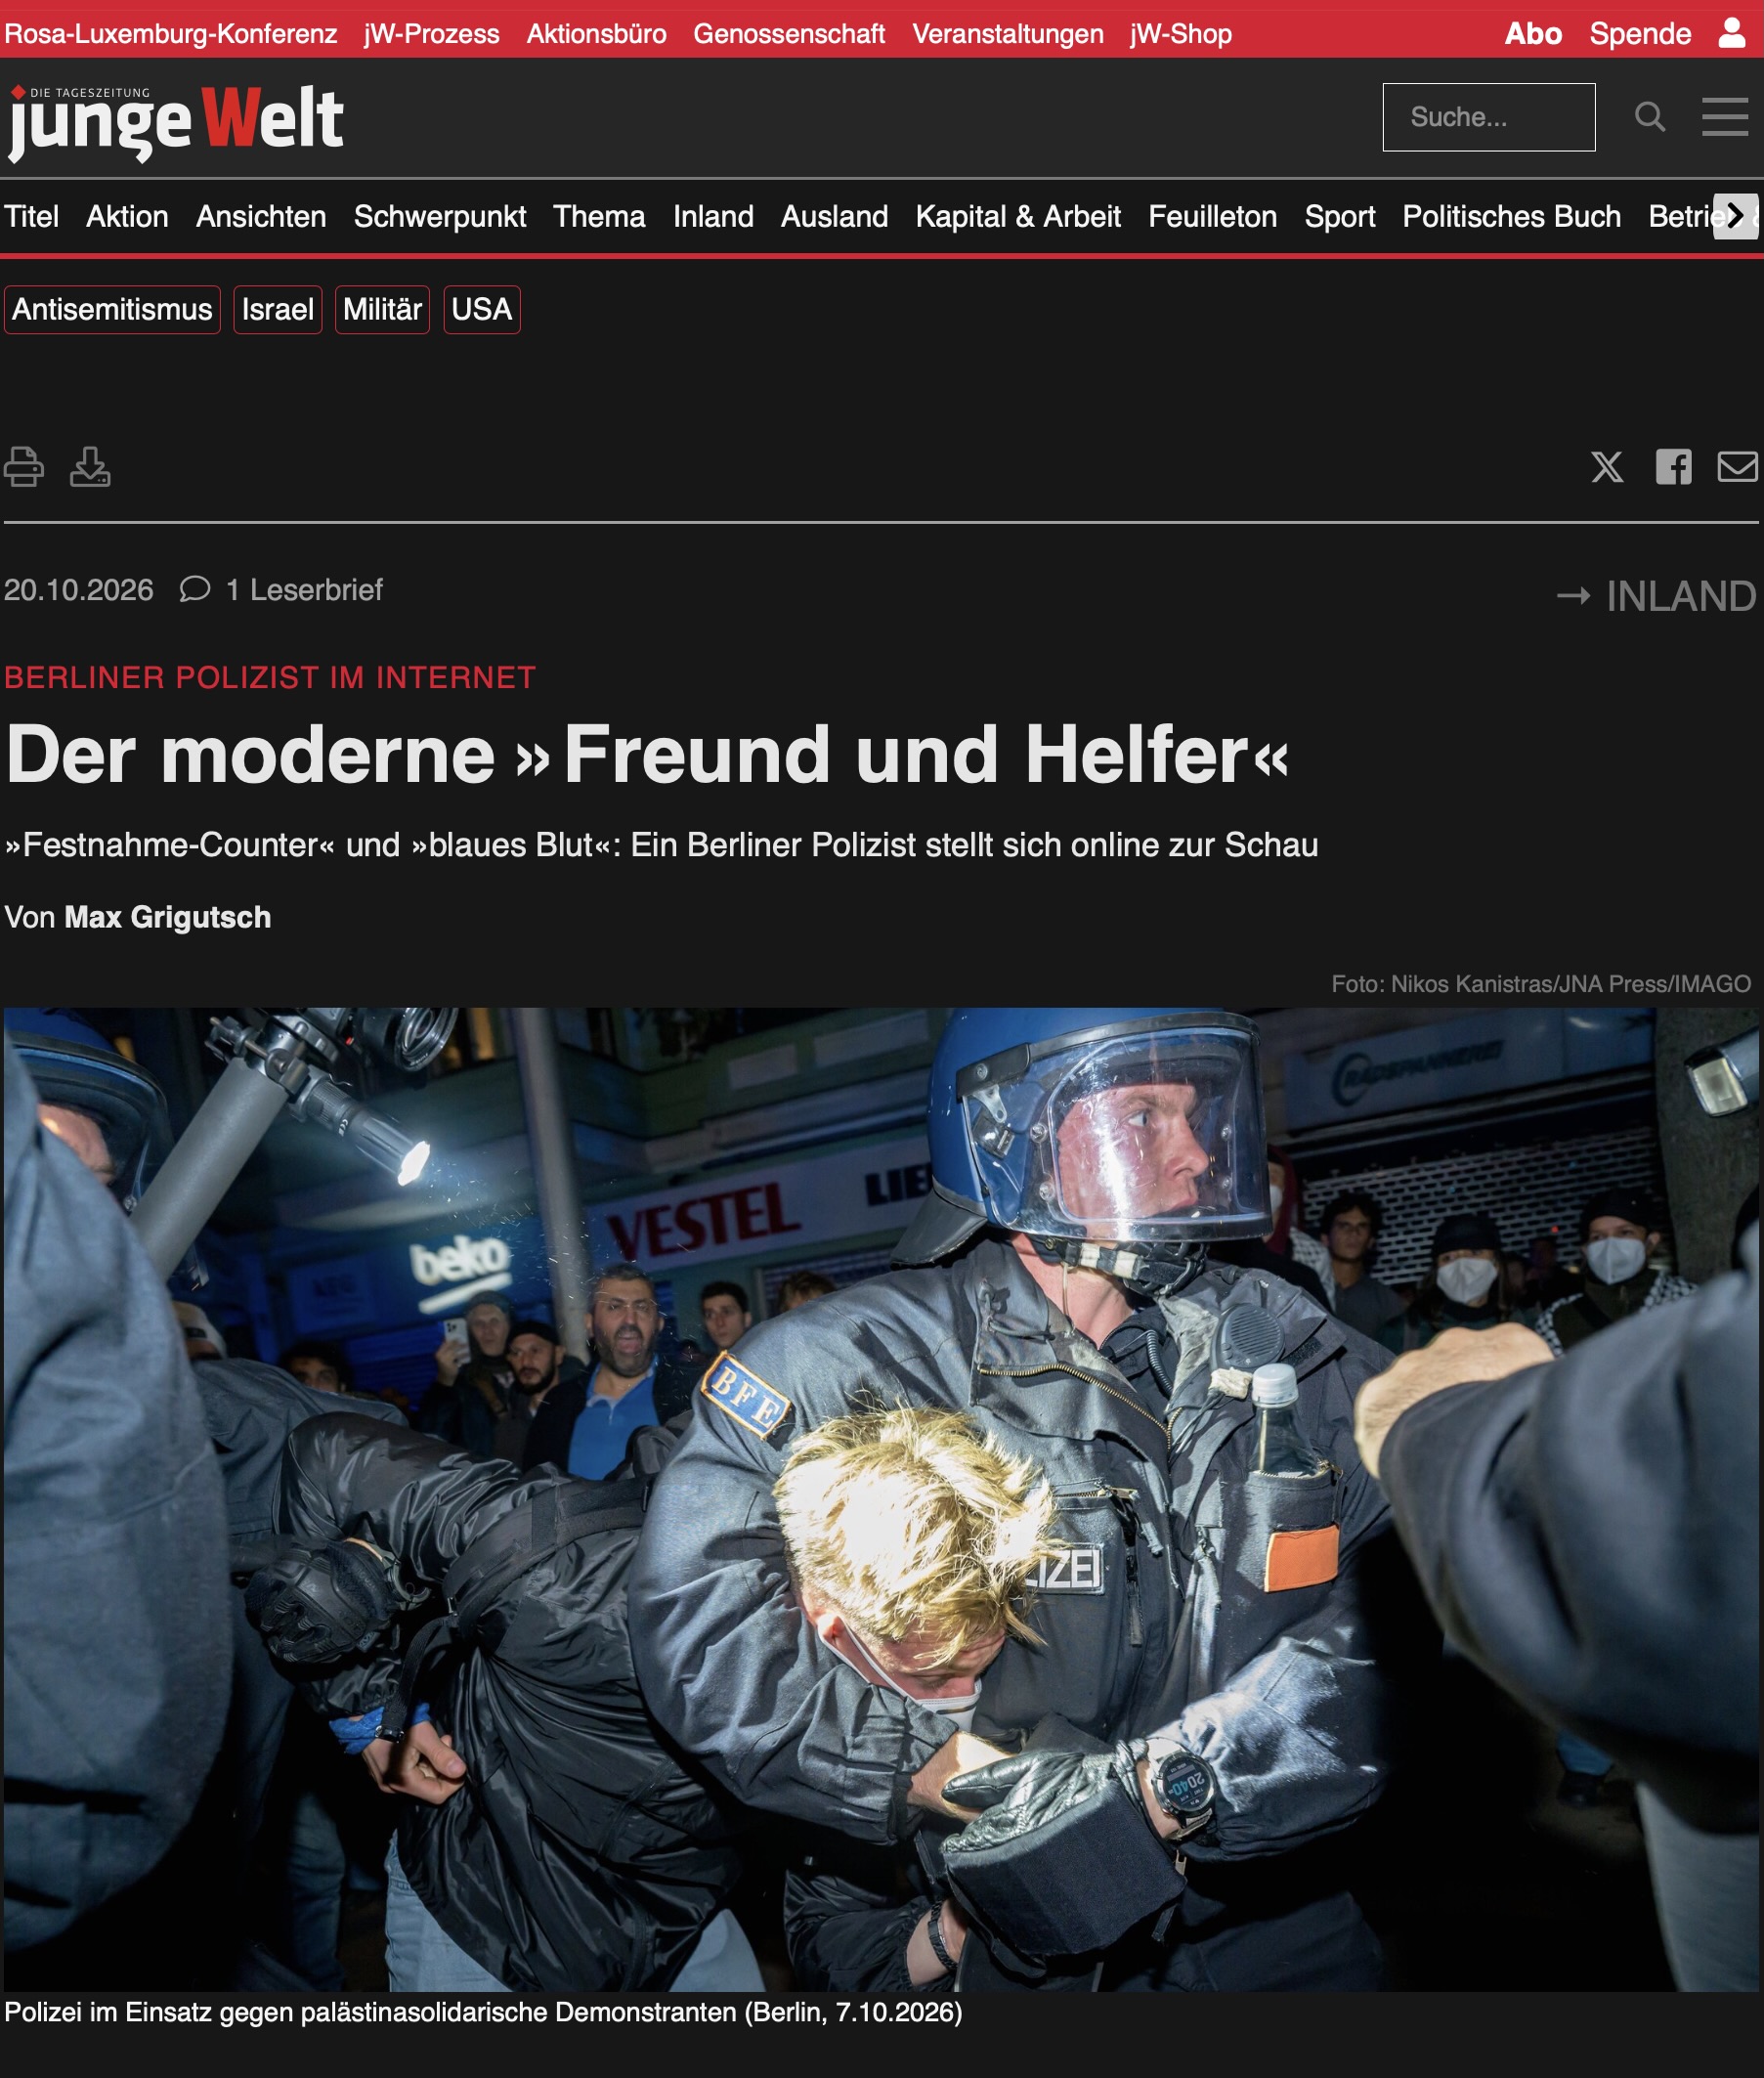 Rosa-Luxemburg-Konferenz jW-Prozess Aktionsbüro Genossenschaft Veranstaltungen jW-Shop Abo Spende
DIE TAGESZEITUNG
junge Welt
Suche...
Titel Aktion Ansichten Schwerpunkt Thema Inland Ausland Kapital & Arbeit Feuilleton Sport Politisches Buch
Antisemitismus Israel Militär USA
20.10.2026 1 Leserbrief → INLAND
BERLINER POLIZIST IM INTERNET
Der moderne »Freund und Helfer«
»Festnahme-Counter« und »blaues Blut«: Ein Berliner Polizist stellt sich online zur Schau
Von Max Grigutsch
Foto: Nikos Kanistras/JNA Press/IMAGO
VESTEL
beko
BFE
IZEI
2040
Polizei im Einsatz gegen palästinasolidarische Demonstranten (Berlin, 7.10.2026)